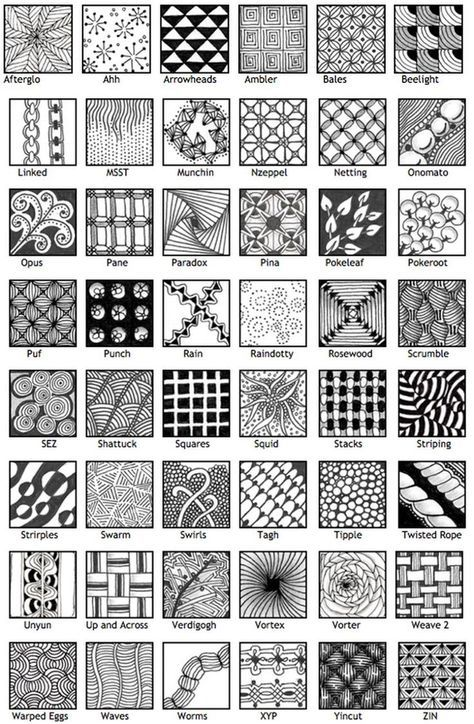 Afterglo Ahh Arrowheads Ambler Bales Beelight
Linked MSST Munchin Nzeppel Netting Onomato
Opus Pane Paradox Pina Pokeleaf Pokeroot
Puf Punch Rain Raindotty Rosewood Scrumble
SEZ Shattuck Squares Squid Stacks Striping
Strirples Swarm Swirls Tagh Tipple Twisted Rope
Unyun Up and Across Verdigogh Vortex Vorter Weave 2
Warped Eggs Waves Worms XYP Yincut ZIN